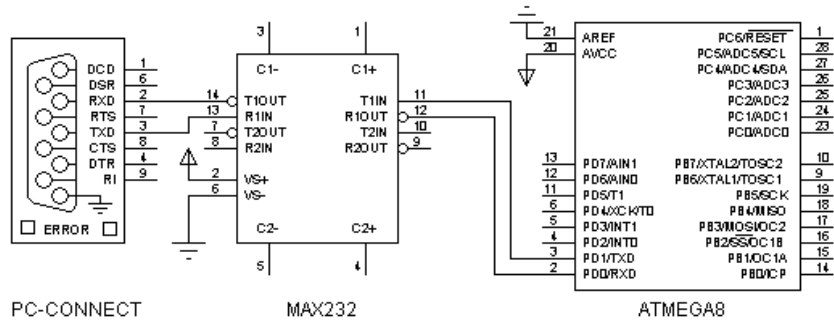 DCD 1
DSR 6
RXD 2
RTS 7
TXD 3
CTS 8
DTR 4
RI 9
ERROR
PC-CONNECT
3 1
C1- C1+
14 T1OUT T1IN 11
13 R1IN R1OUT 12
7 T2OUT T2IN 10
8 R2IN R2OUT 9
2 VS+
6 VS-
C2- C2+
5 4
MAX232
21 AREF PC6/RESET 1
20 AVCC PC5/ADC5/SCL 28
PC4/ADC4/SDA 27
PC3/ADC3 26
PC2/ADC2 25
PC1/ADC1 24
PC0/ADC0 23
13 PD7/AIN1 PB7/XTAL2/TOSC2 10
12 PD6/AIN0 PB6/XTAL1/TOSC1 9
11 PD5/T1 PB5/SCK 19
6 PD4/XCK/T0 PB4/MISO 18
5 PD3/INT1 PB3/MOSI/OC2 17
4 PD2/INT0 PB2/SS/OC1B 16
3 PD1/TXD PB1/OC1A 15
2 PD0/RXD PB0/ICP 14
ATMEGA8